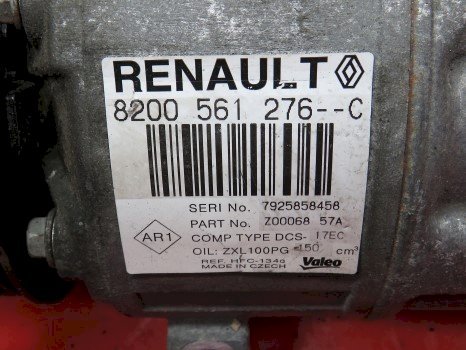 RENAULT
8200 561 276--C
SERI No. 7925858458
PART No. Z00068 57A
AR1
COMP TYPE DCS-17EC
OIL: ZXL100PG 150 cm³
REF. HFC-134a
MADE IN CZECH
Valeo